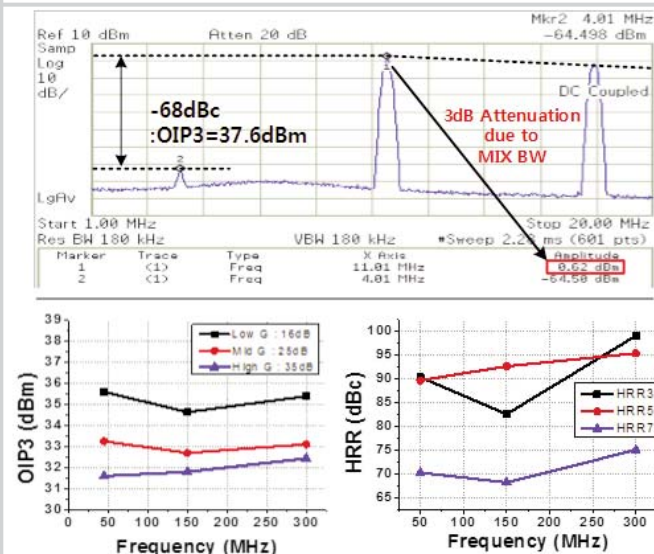 Mkr2 4.01 MHz
Ref 10 dBm Atten 20 dB -64.498 dBm
Samp
Log
10
dB/
1
DC Coupled
-68dBc
:OIP3=37.6dBm
3dB Attenuation
due to
MIX BW
2
LgAv
Start 1.00 MHz Stop 20.00 MHz
Res BW 180 kHz VBW 180 kHz #Sweep 2.28 ms (601 pts)
Marker Trace Type X Axis Amplitude
1 (1) Freq 11.01 MHz 0.62 dBm
2 (1) Freq 4.01 MHz -64.50 dBm
39
38
37
36
35
34
33
32
31
30
OIP3 (dBm)
Low G : 16dB
Mid G : 25dB
High G : 35dB
0 50 100 150 200 250 300
Frequency (MHz)
100
95
90
85
80
75
70
65
HRR (dBc)
HRR3
HRR5
HRR7
50 100 150 200 250 300
Frequency (MHz)